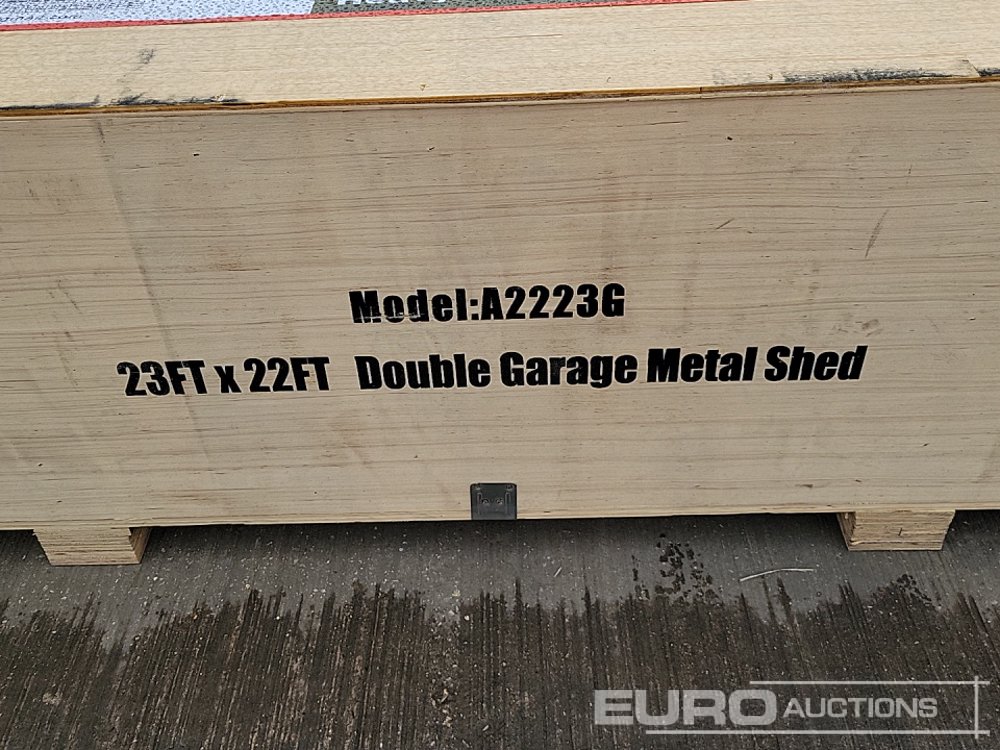 Model:A2223G
23FT x 22FT Double Garage Metal Shed
EURO AUCTIONS